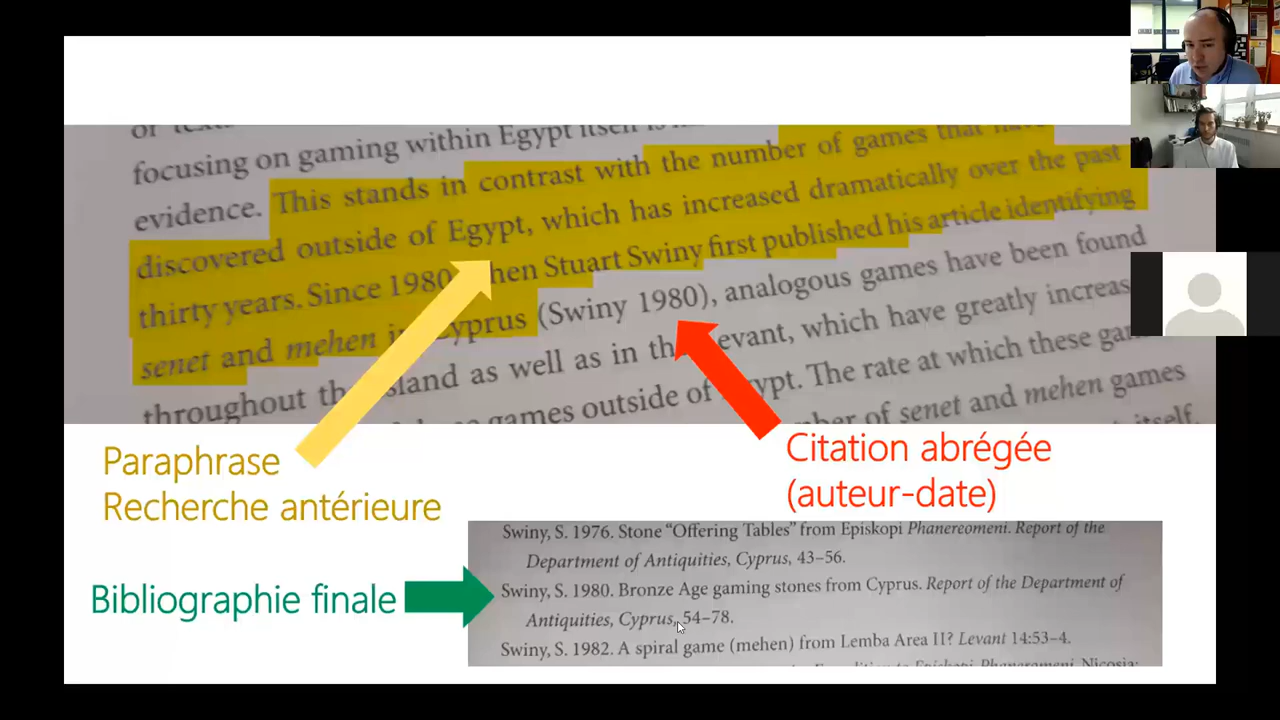 focusing on gaming within Egypt itself is
evidence. This stands in contrast with the number of games that have
discovered outside of Egypt, which has increased dramatically over the past
thirty years. Since 1980 hen Stuart Swiny first published his article identifying
senet and mehen in Cyprus (Swiny 1980), analogous games have been found
throughout the island as well as in the Levant, which have greatly
games outside of Egypt. The rate at which these
of senet and mehen games
itself.
Paraphrase
Recherche antérieure
Citation abrégée
(auteur-date)
Bibliographie finale
Swiny, S. 1976. Stone “Offering Tables” from Episkopi Phanereomeni. Report of the
Department of Antiquities, Cyprus, 43–56.
Swiny, S. 1980. Bronze Age gaming stones from Cyprus. Report of the Department of
Antiquities, Cyprus, 54–78.
Swiny, S. 1982. A spiral game (mehen) from Lemba Area II? Levant 14:53–4.